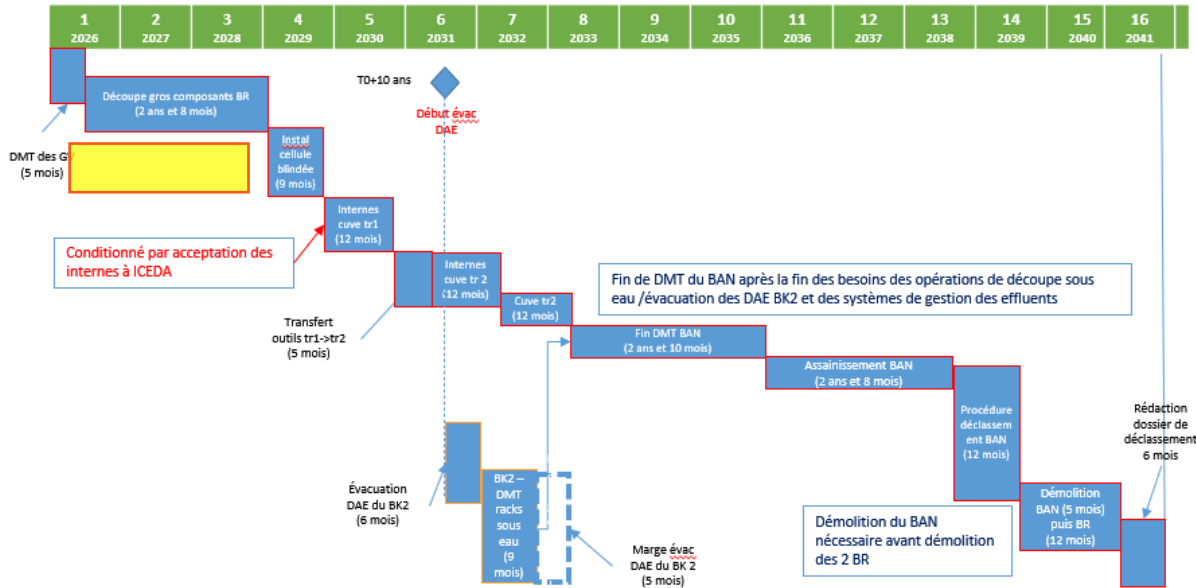 1 2 3 4 5 6 7 8 9 10 11 12 13 14 15 16
2026 2027 2028 2029 2030 2031 2032 2033 2034 2035 2036 2037 2038 2039 2040 2041
T0+10 ans
Découpe gros composants BR
(2 ans et 8 mois)
Début évac
DAE
DMT des GV
(5 mois)
Instal
cellule
blindée
(9 mois)
Internes
cuve tr1
(12 mois)
Conditionné par acceptation des
internes à ICEDA
Internes
cuve tr 2
(12 mois)
Fin de DMT du BAN après la fin des besoins des opérations de découpe sous
eau /évacuation des DAE BK2 et des systèmes de gestion des effluents
Transfert
outils tr1->tr2
(5 mois)
Cuve tr2
(12 mois)
Fin DMT BAN
(2 ans et 10 mois)
Assainissement BAN
(2 ans et 8 mois)
Procédure
déclassem
ent BAN
(12 mois)
Rédaction
dossier de
déclassement
6 mois
Évacuation
DAE du BK2
(6 mois)
BK2 –
DMT
racks
sous
eau (9
mois)
Marge évac
DAE du BK 2
(5 mois)
Démolition du BAN
nécessaire avant démolition
des 2 BR
Démolition
BAN (5 mois)
puis BR
(12 mois)